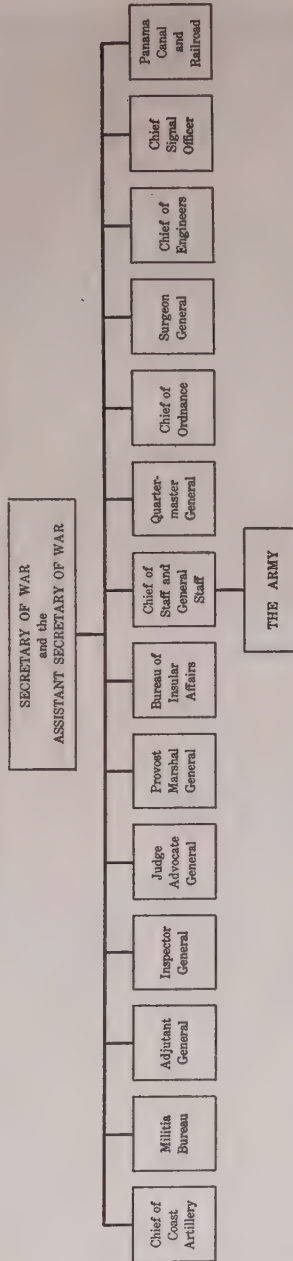 SECRETARY OF WAR
and the
ASSISTANT SECRETARY OF WAR
Chief of
Coast
Artillery
Militia
Bureau
Adjutant
General
Inspector
General
Judge
Advocate
General
Provost
Marshal
General
Bureau of
Insular
Affairs
Chief of
Staff and
General
Staff
Quarter-
master
General
Chief of
Ordnance
Surgeon
General
Chief of
Engineers
Chief
Signal
Officer
Panama
Canal
and
Railroad
THE ARMY